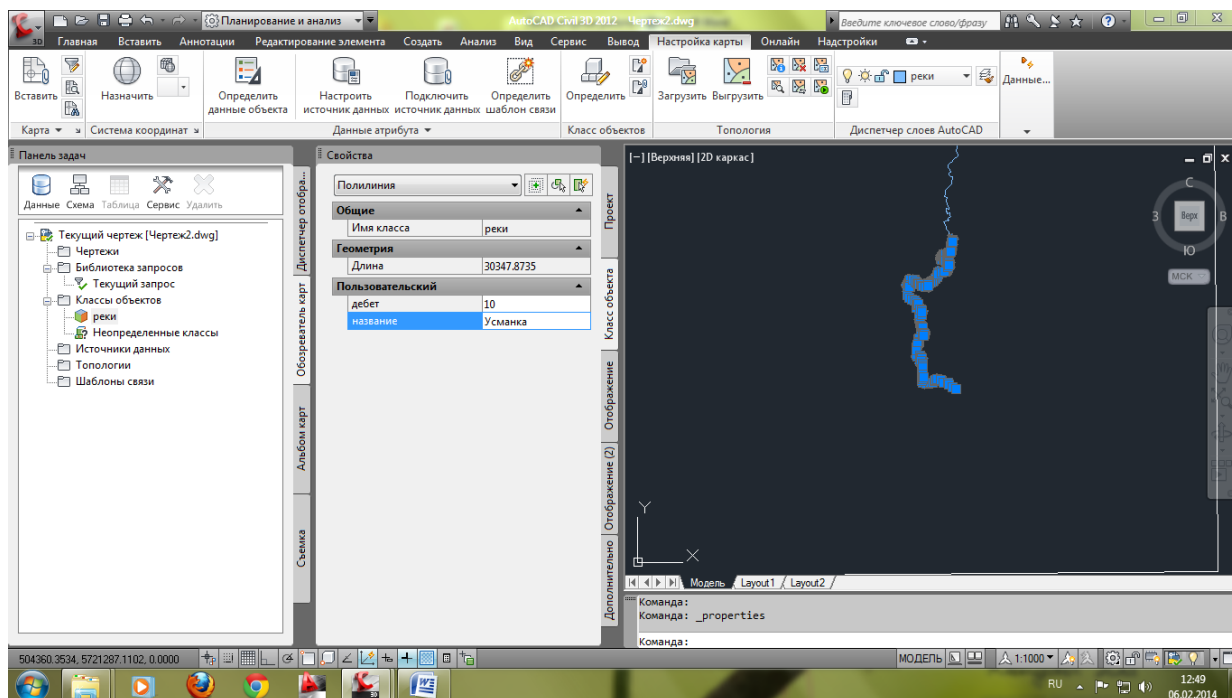 Планирование и анализ
AutoCAD Civil 3D 2012 Чертеж2.dwg
Введите ключевое слово/фразу
3D
Главная Вставить Аннотации Редактирование элемента Создать Анализ Вид Сервис Вывод Настройка карты Онлайн Надстройки
Вставить
Назначить
Определить данные объекта
Настроить источник данных
Подключить источник данных
Определить шаблон связи
Определить
Загрузить
Выгрузить
реки
Данные...
Карта
Система координат
Данные атрибута
Класс объектов
Топология
Диспетчер слоев AutoCAD
Панель задач
Данные Схема Таблица Сервис Удалить
Текущий чертеж [Чертеж2.dwg]
Чертежи
Библиотека запросов
Текущий запрос
Классы объектов
реки
Неопределенные классы
Источники данных
Топологии
Шаблоны связи
Диспетчер отобра...
Обозреватель карт
Альбом карт
Съемка
Свойства
Полилиния
Общие
Имя класса реки
Геометрия
Длина 30347.8735
Пользовательский
дебет 10
название Усманка
Проект
Класс объекта
Отображение
Отображение (2)
Дополнительно
[−] [Верхняя] [2D каркас]
С
З Верх В
Ю
МСК
Y
X
Модель Layout1 Layout2
Команда:
Команда: _properties
Команда:
504360.3534, 5721287.1102, 0.0000
МОДЕЛЬ
1:1000
RU
12:49
06.02.2014